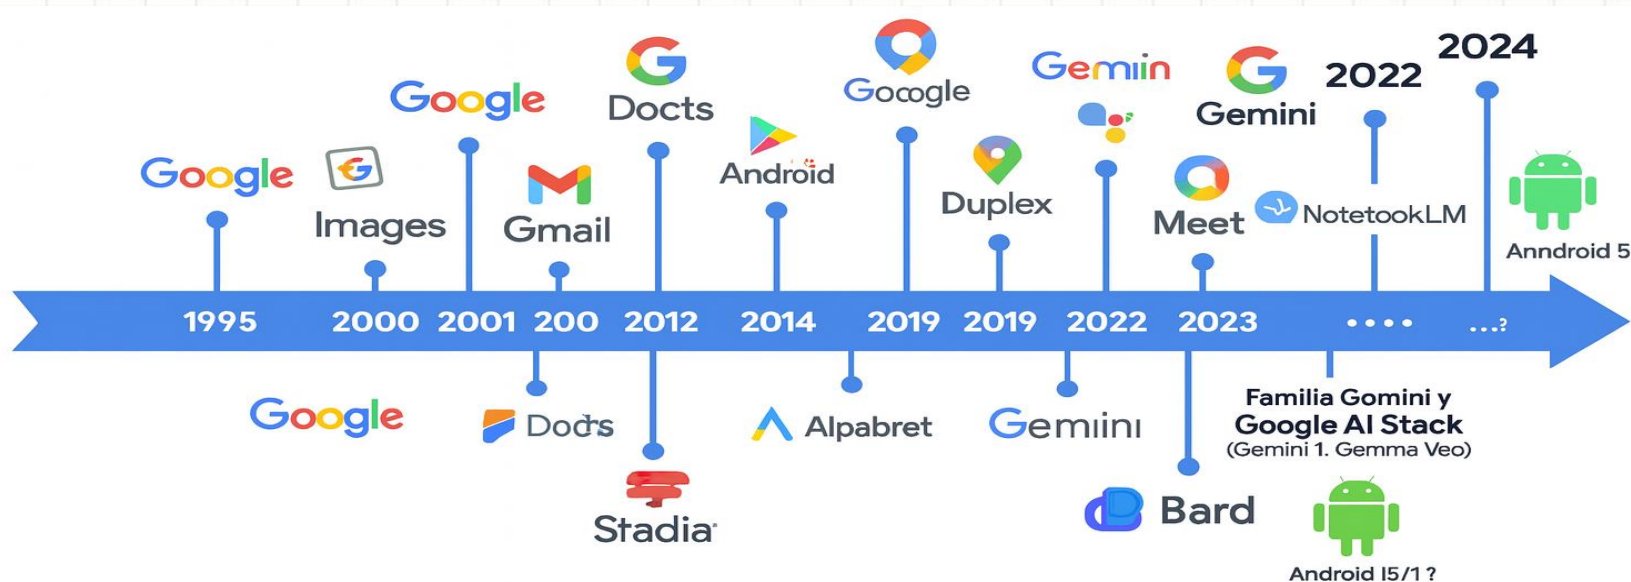 2024
Gemiin
2022
Gocogle
Gemini
Google
Docts
Google
Android
Images
Gmail
Duplex
Meet
NotetookLM
Anndroid 5
1995 2000 2001 200 2012 2014 2019 2019 2022 2023 •••• ...?
Google
Docts
Alpabret
Gemiini
Familia Gomini y
Google AI Stack
(Gemini 1. Gemma Veo)
Stadia
Bard
Android I5/1?